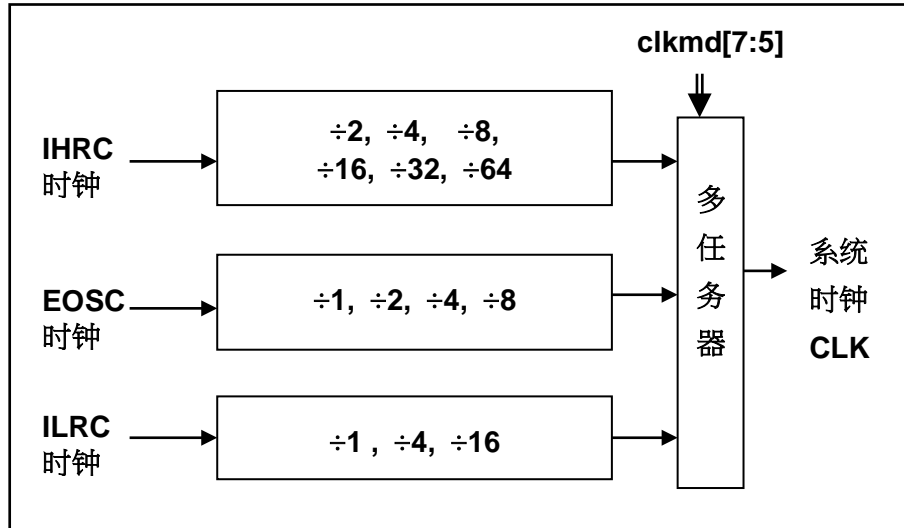 clkmd[7:5]
IHRC
时钟
÷2, ÷4, ÷8,
÷16, ÷32, ÷64
EOSC
时钟
÷1, ÷2, ÷4, ÷8
ILRC
时钟
÷1 , ÷4, ÷16
多
任
务
器
系统
时钟
CLK